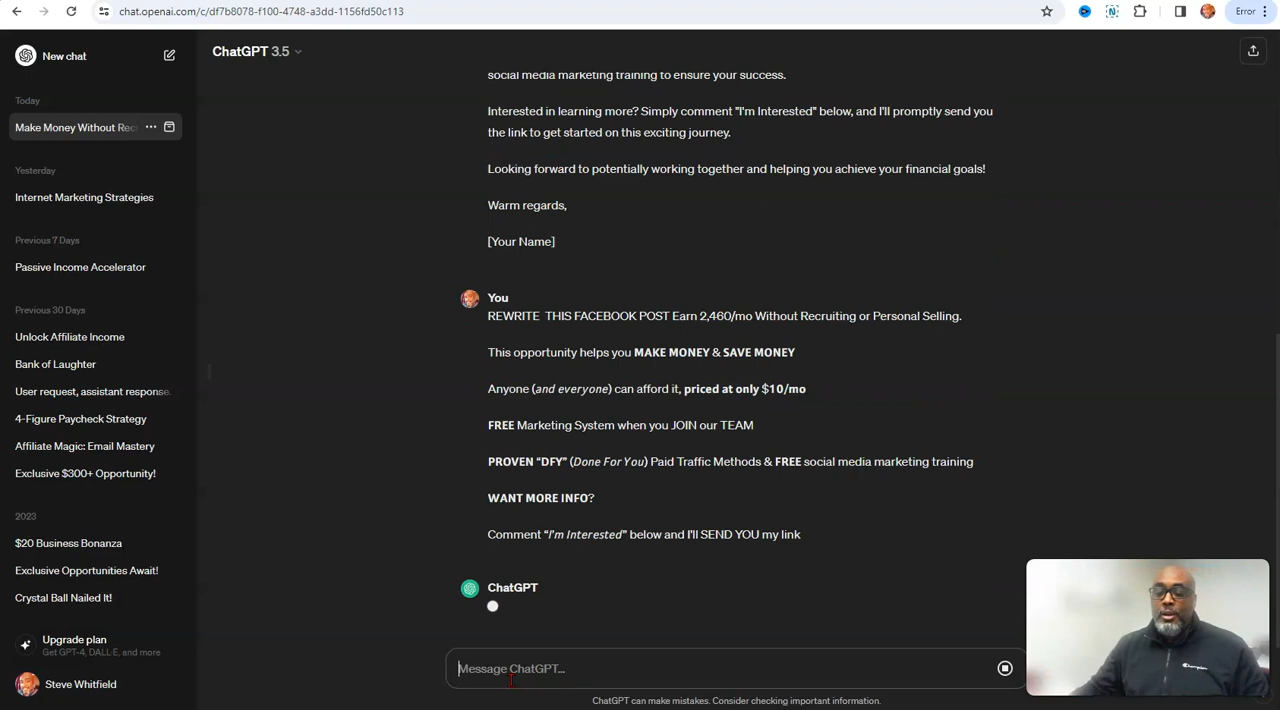 chat.openai.com/c/df7b8078-f100-4748-a3dd-1156fd50c113
Error
New chat
Today
Make Money Without Rec
Yesterday
Internet Marketing Strategies
Previous 7 Days
Passive Income Accelerator
Previous 30 Days
Unlock Affiliate Income
Bank of Laughter
User request, assistant response.
4-Figure Paycheck Strategy
Affiliate Magic: Email Mastery
Exclusive $300+ Opportunity!
2023
$20 Business Bonanza
Exclusive Opportunities Await!
Crystal Ball Nailed It!
Upgrade plan
Get GPT-4, DALL·E, and more
Steve Whitfield
ChatGPT 3.5
social media marketing training to ensure your success.
Interested in learning more? Simply comment "I'm Interested" below, and I'll promptly send you
the link to get started on this exciting journey.
Looking forward to potentially working together and helping you achieve your financial goals!
Warm regards,
[Your Name]
You
REWRITE THIS FACEBOOK POST Earn 2,460/mo Without Recruiting or Personal Selling.
This opportunity helps you MAKE MONEY & SAVE MONEY
Anyone (and everyone) can afford it, priced at only $10/mo
FREE Marketing System when you JOIN our TEAM
PROVEN “DFY” (Done For You) Paid Traffic Methods & FREE social media marketing training
WANT MORE INFO?
Comment “I’m Interested” below and I'll SEND YOU my link
ChatGPT
Message ChatGPT...
ChatGPT can make mistakes. Consider checking important information.
Champion